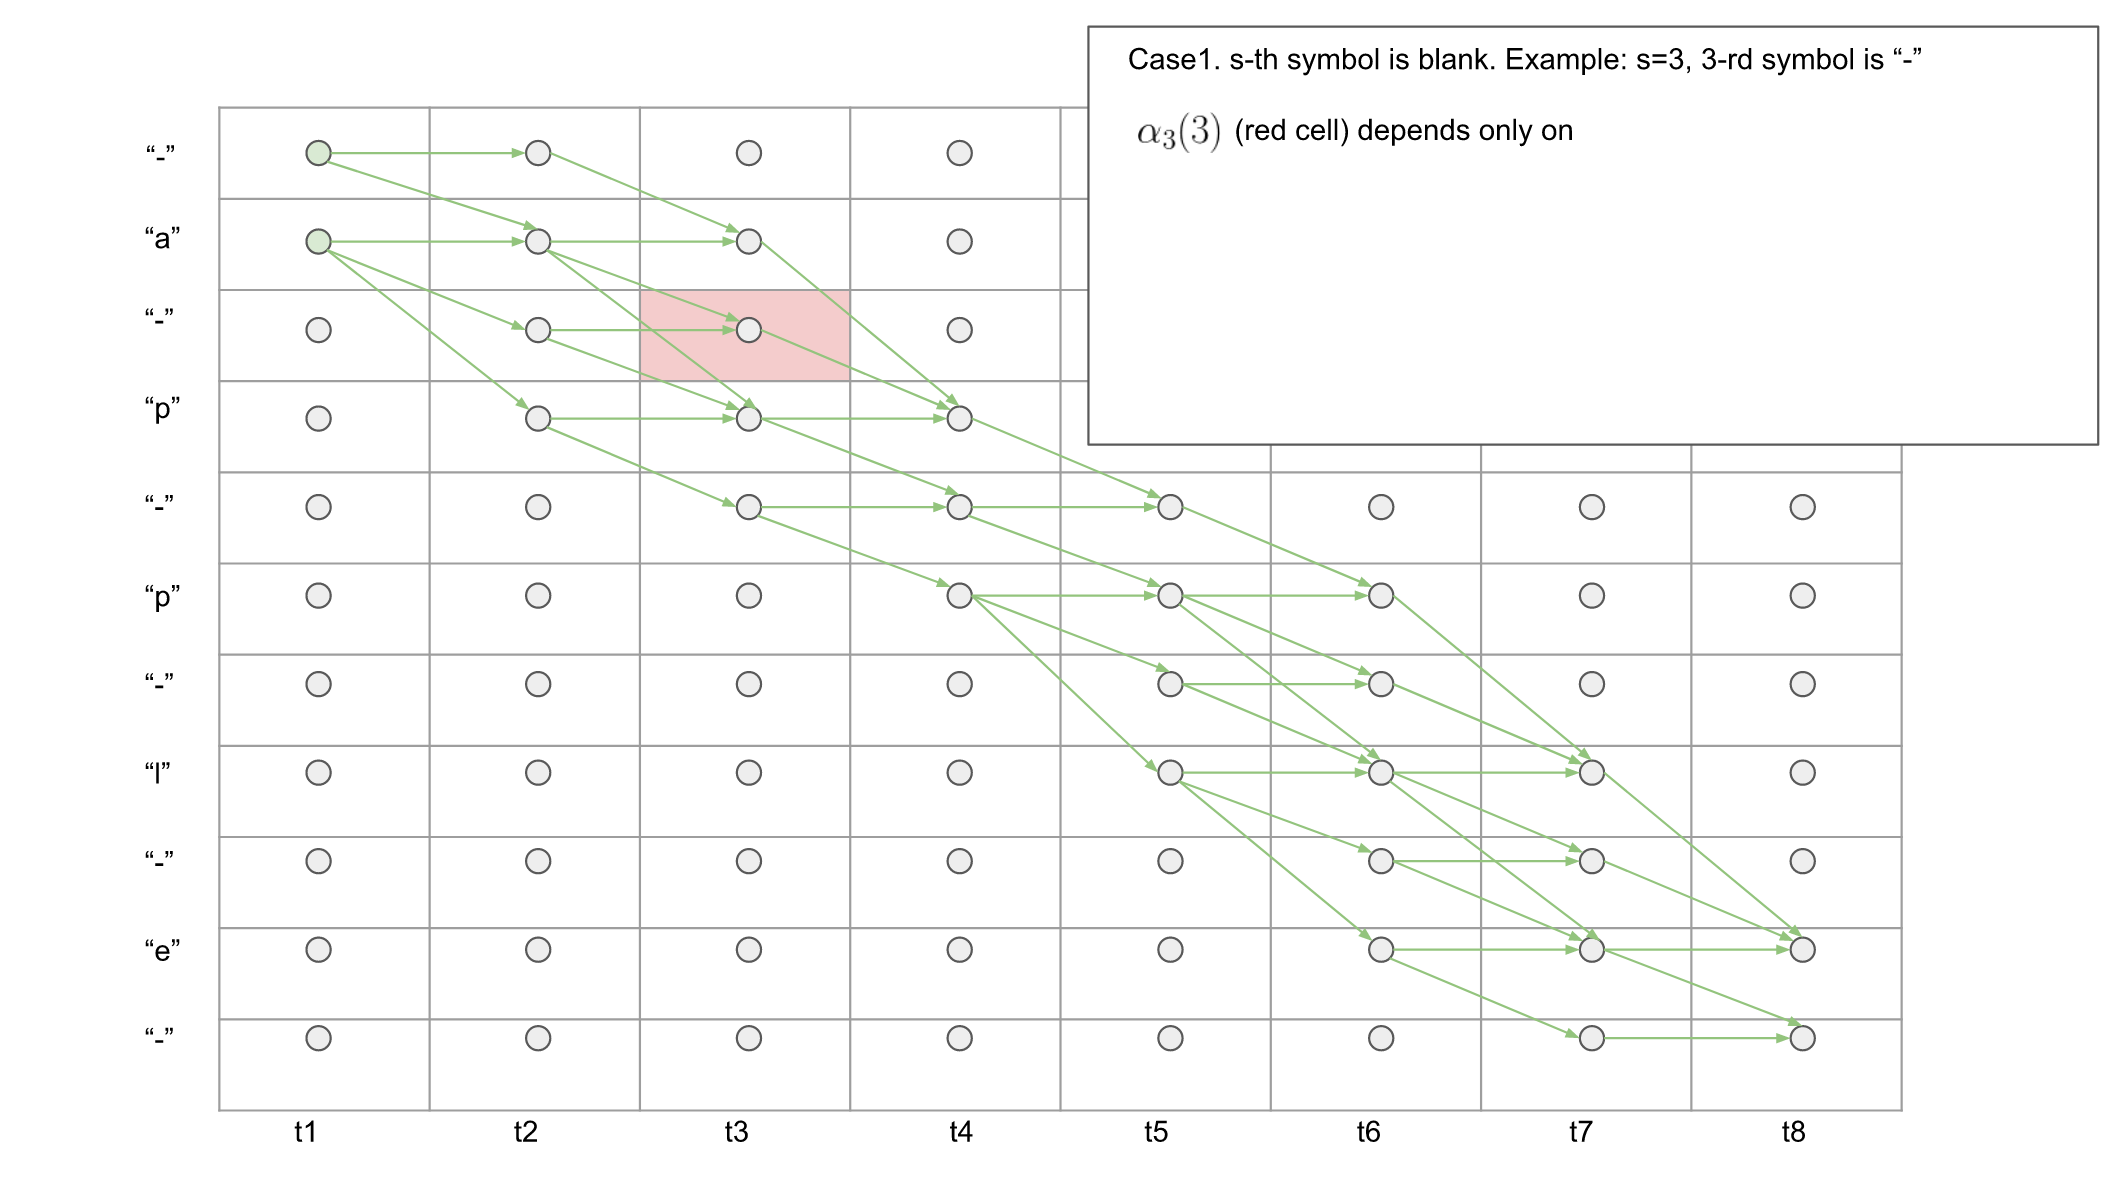 Case1. s-th symbol is blank. Example: s=3, 3-rd symbol is “-”
α₃(3) (red cell) depends only on
“-”
“a”
“-”
“p”
“-”
“p”
“-”
“l”
“-”
“e”
“-”
t1 t2 t3 t4 t5 t6 t7 t8